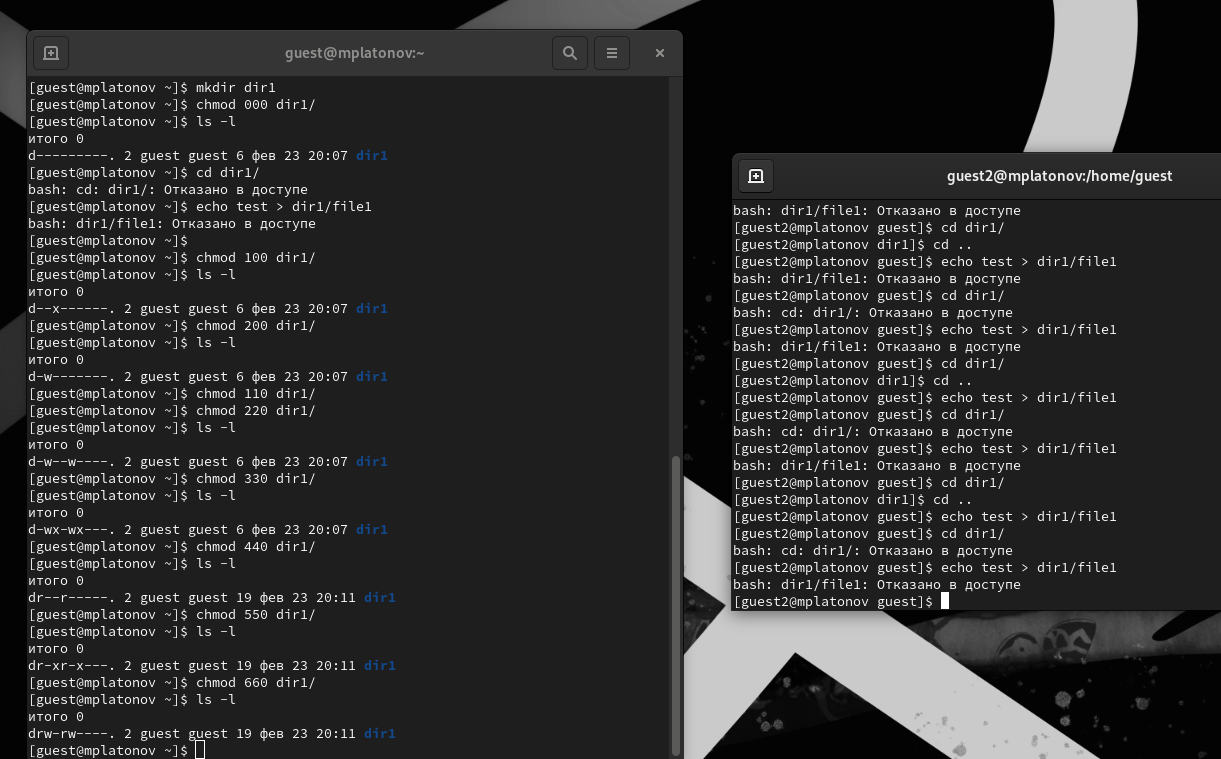 guest@mplatonov:~
[guest@mplatonov ~]$ mkdir dir1
[guest@mplatonov ~]$ chmod 000 dir1/
[guest@mplatonov ~]$ ls -l
итого 0
d---------. 2 guest guest 6 фев 23 20:07 dir1
[guest@mplatonov ~]$ cd dir1/
bash: cd: dir1/: Отказано в доступе
[guest@mplatonov ~]$ echo test > dir1/file1
bash: dir1/file1: Отказано в доступе
[guest@mplatonov ~]$
[guest@mplatonov ~]$ chmod 100 dir1/
[guest@mplatonov ~]$ ls -l
итого 0
d--x------. 2 guest guest 6 фев 23 20:07 dir1
[guest@mplatonov ~]$ chmod 200 dir1/
[guest@mplatonov ~]$ ls -l
итого 0
d-w-------. 2 guest guest 6 фев 23 20:07 dir1
[guest@mplatonov ~]$ chmod 110 dir1/
[guest@mplatonov ~]$ chmod 220 dir1/
[guest@mplatonov ~]$ ls -l
итого 0
d-w--w----. 2 guest guest 6 фев 23 20:07 dir1
[guest@mplatonov ~]$ chmod 330 dir1/
[guest@mplatonov ~]$ ls -l
итого 0
d-wx-wx---. 2 guest guest 6 фев 23 20:07 dir1
[guest@mplatonov ~]$ chmod 440 dir1/
[guest@mplatonov ~]$ ls -l
итого 0
dr--r-----. 2 guest guest 19 фев 23 20:11 dir1
[guest@mplatonov ~]$ chmod 550 dir1/
[guest@mplatonov ~]$ ls -l
итого 0
dr-xr-x---. 2 guest guest 19 фев 23 20:11 dir1
[guest@mplatonov ~]$ chmod 660 dir1/
[guest@mplatonov ~]$ ls -l
итого 0
drw-rw----. 2 guest guest 19 фев 23 20:11 dir1
[guest@mplatonov ~]$
guest2@mplatonov:/home/guest
bash: dir1/file1: Отказано в доступе
[guest2@mplatonov guest]$ cd dir1/
[guest2@mplatonov dir1]$ cd ..
[guest2@mplatonov guest]$ echo test > dir1/file1
bash: dir1/file1: Отказано в доступе
[guest2@mplatonov guest]$ cd dir1/
bash: cd: dir1/: Отказано в доступе
[guest2@mplatonov guest]$ echo test > dir1/file1
bash: dir1/file1: Отказано в доступе
[guest2@mplatonov guest]$ cd dir1/
[guest2@mplatonov dir1]$ cd ..
[guest2@mplatonov guest]$ echo test > dir1/file1
[guest2@mplatonov guest]$ cd dir1/
bash: cd: dir1/: Отказано в доступе
[guest2@mplatonov guest]$ echo test > dir1/file1
bash: dir1/file1: Отказано в доступе
[guest2@mplatonov guest]$ cd dir1/
[guest2@mplatonov dir1]$ cd ..
[guest2@mplatonov guest]$ echo test > dir1/file1
[guest2@mplatonov guest]$ cd dir1/
bash: cd: dir1/: Отказано в доступе
[guest2@mplatonov guest]$ echo test > dir1/file1
bash: dir1/file1: Отказано в доступе
[guest2@mplatonov guest]$